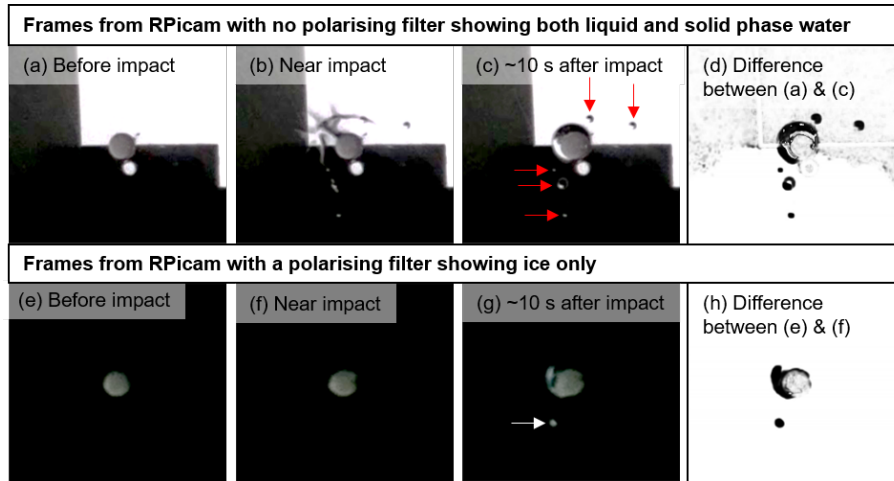 Frames from RPicam with no polarising filter showing both liquid and solid phase water
(a) Before impact
(b) Near impact
(c) ~10 s after impact
(d) Difference
between (a) & (c)
Frames from RPicam with a polarising filter showing ice only
(e) Before impact
(f) Near impact
(g) ~10 s after impact
(h) Difference
between (e) & (f)